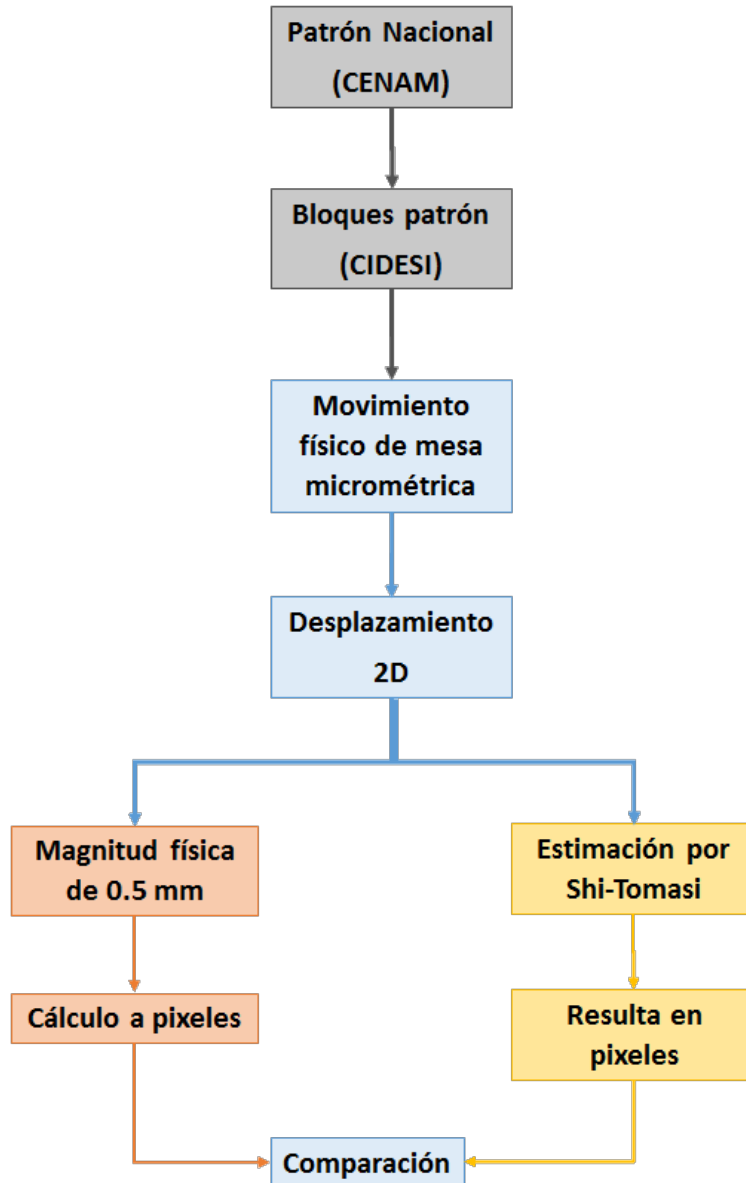 Patrón Nacional
(CENAM)
Bloques patrón
(CIDESI)
Movimiento
físico de mesa
micrométrica
Desplazamiento
2D
Magnitud física
de 0.5 mm
Cálculo a pixeles
Estimación por
Shi-Tomasi
Resulta en
pixeles
Comparación